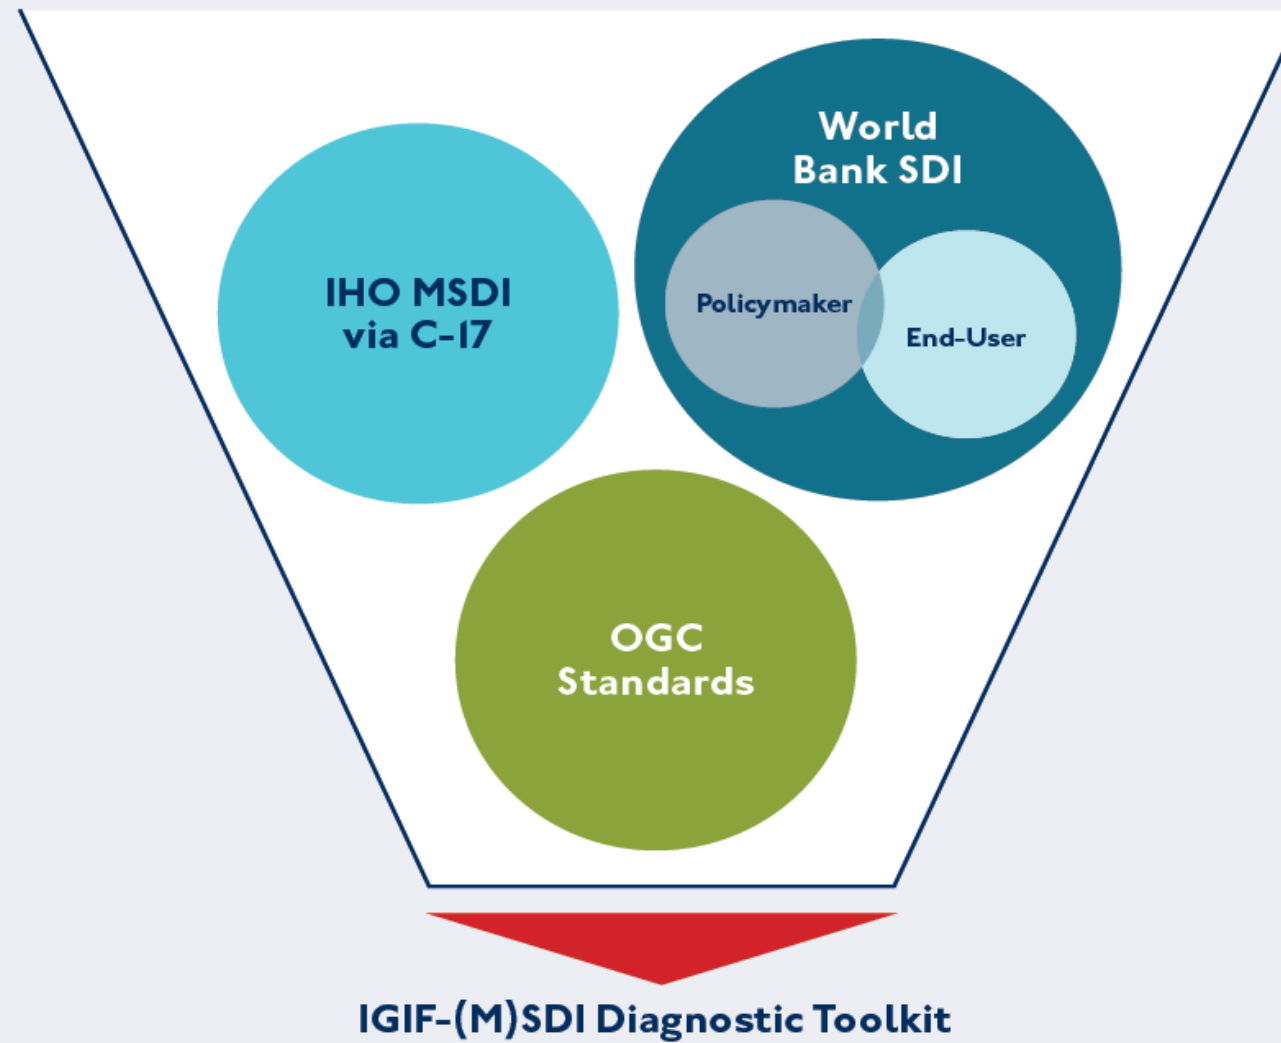 IHO MSDI
via C-17
World
Bank SDI
Policymaker
End-User
OGC
Standards
IGIF-(M)SDI Diagnostic Toolkit